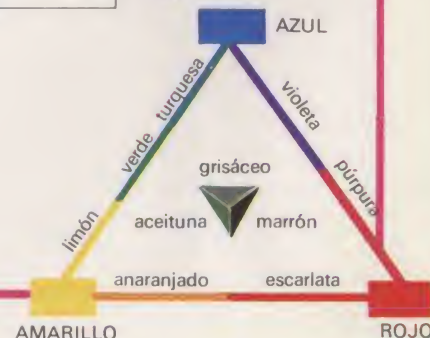 AZUL
turquesa
violeta
verde
grisáceo
púrpura
limón
aceituna
marrón
anaranjado
escarlata
AMARILLO
ROJO